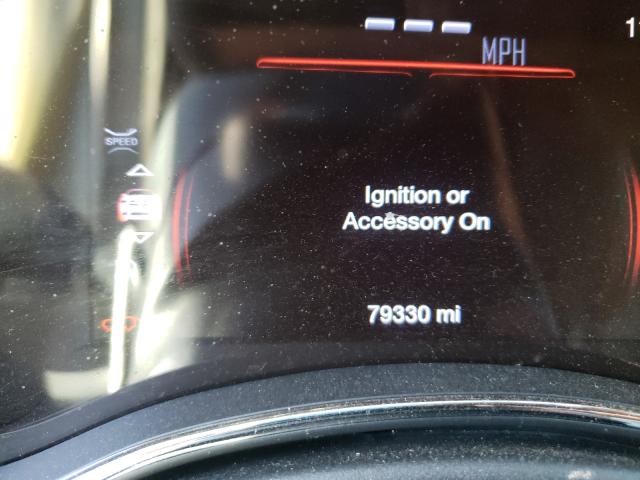 MPH
SPEED
Ignition or
Accessory On
79330 mi